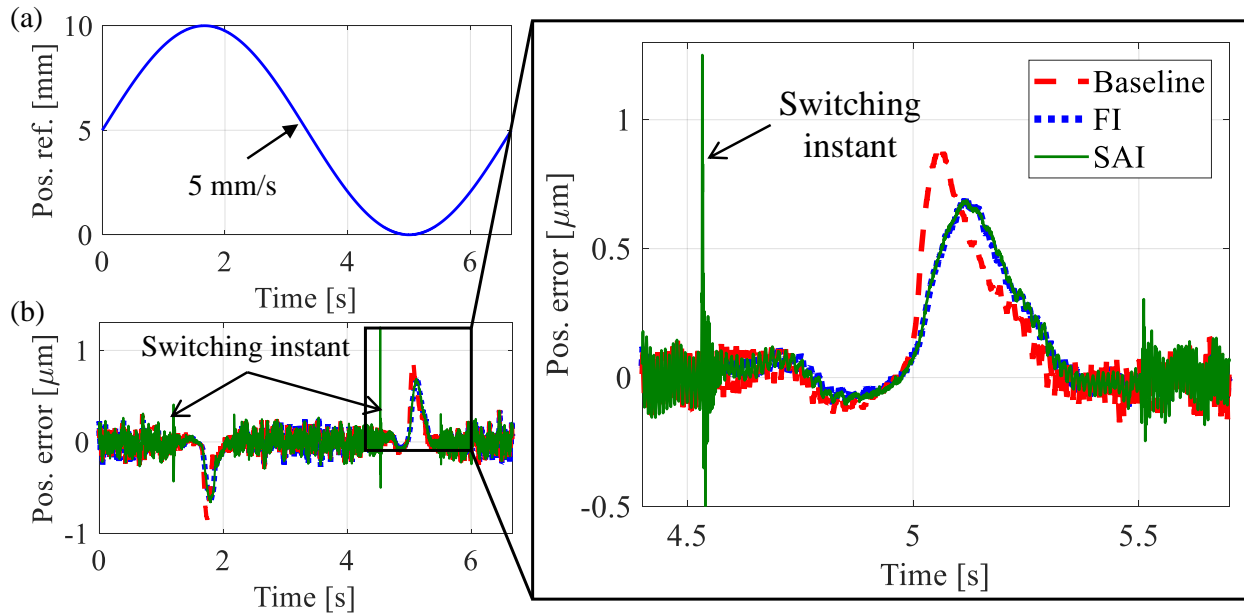 (a)
Pos. ref. [mm]
10
5
0
5 mm/s
0
2
4
6
Time [s]
(b)
Pos. error [μm]
1
0
-1
Switching instant
0
2
4
6
Time [s]
Pos. error [μm]
1
0.5
0
-0.5
Switching
instant
Baseline
FI
SAI
4.5
5
5.5
Time [s]